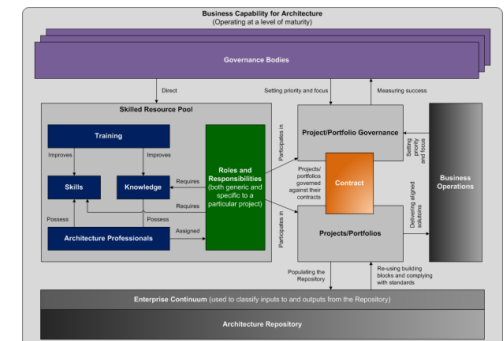 Business Capability for Architecture
(Operating at a level of maturity)
Governance Bodies
Direct
Setting priority and focus
Measuring success
Skilled Resource Pool
Training
Improves
Improves
Skills
Knowledge
Possess
Possess
Architecture Professionals
Requires
Requires
Assigned
Roles and
Responsibilities
(both generic and
specific to a
particular project)
Participates in
Participates in
Project/Portfolio Governance
Projects/
portfolios
governed
against their
contracts
Contract
Projects/Portfolios
Setting
priority
and focus
Delivering aligned
solutions
Business
Operations
Populating the
Repository
Re-using building
blocks and complying
with standards
Enterprise Continuum (used to classify inputs to and outputs from the Repository)
Architecture Repository